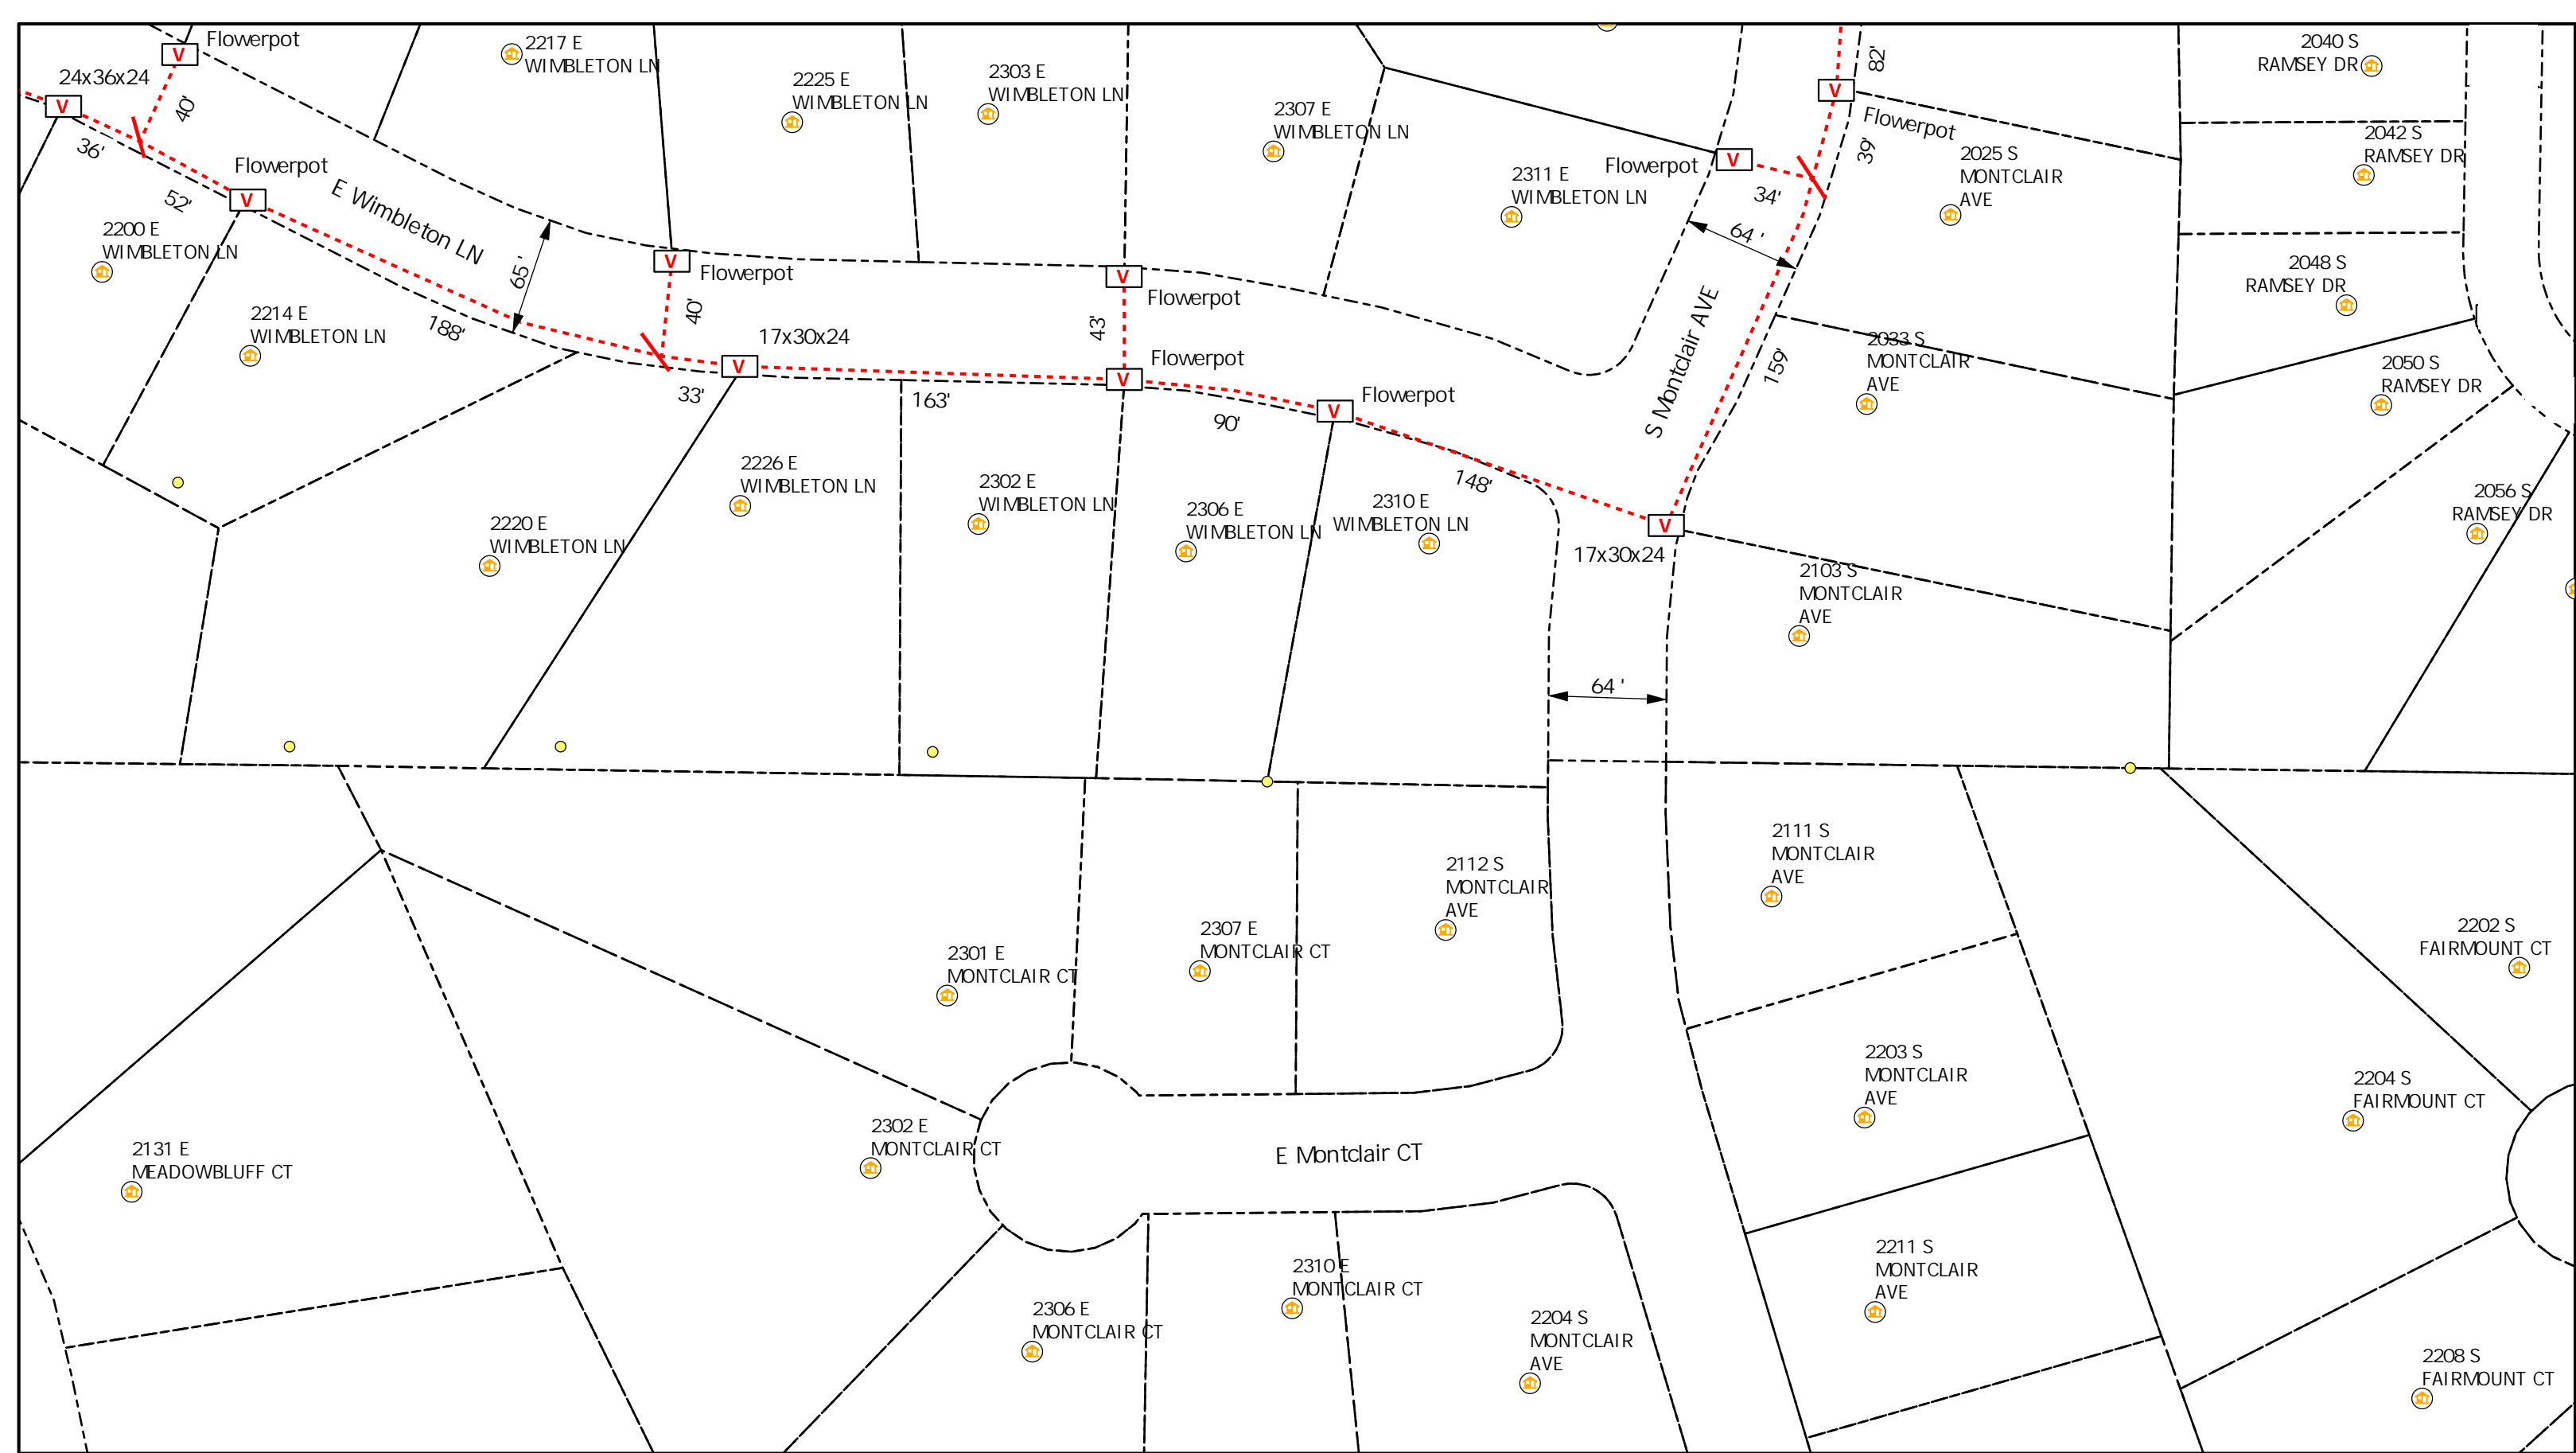 Flowerpot
24x36x24
V
V
40'
36'
52'
Flowerpot
V
E Wimbleton LN
65 '
188'
2217 E
WIMBLETON LN
2225 E
WIMBLETON LN
2303 E
WIMBLETON LN
2307 E
WIMBLETON LN
2311 E
WIMBLETON LN
82'
V
Flowerpot
39'
Flowerpot
V
34'
64 '
2025 S
MONTCLAIR
AVE
2040 S
RAMSEY DR
2042 S
RAMSEY DR
2048 S
RAMSEY DR
2050 S
RAMSEY DR
2056 S
RAMSEY DR
2200 E
WIMBLETON LN
2214 E
WIMBLETON LN
V
Flowerpot
40'
33'
17x30x24
V
163'
V
Flowerpot
43'
Flowerpot
V
90'
Flowerpot
V
148'
S Montclair AVE
159'
2033 S
MONTCLAIR
AVE
V
17x30x24
2220 E
WIMBLETON LN
2226 E
WIMBLETON LN
2302 E
WIMBLETON LN
2306 E
WIMBLETON LN
2310 E
WIMBLETON LN
2103 S
MONTCLAIR
AVE
64 '
2111 S
MONTCLAIR
AVE
2112 S
MONTCLAIR
AVE
2307 E
MONTCLAIR CT
2301 E
MONTCLAIR CT
2202 S
FAIRMOUNT CT
2203 S
MONTCLAIR
AVE
2204 S
FAIRMOUNT CT
2131 E
MEADOWBLUFF CT
2302 E
MONTCLAIR CT
E Montclair CT
2211 S
MONTCLAIR
AVE
2310 E
MONTCLAIR CT
2306 E
MONTCLAIR CT
2204 S
MONTCLAIR
AVE
2208 S
FAIRMOUNT CT